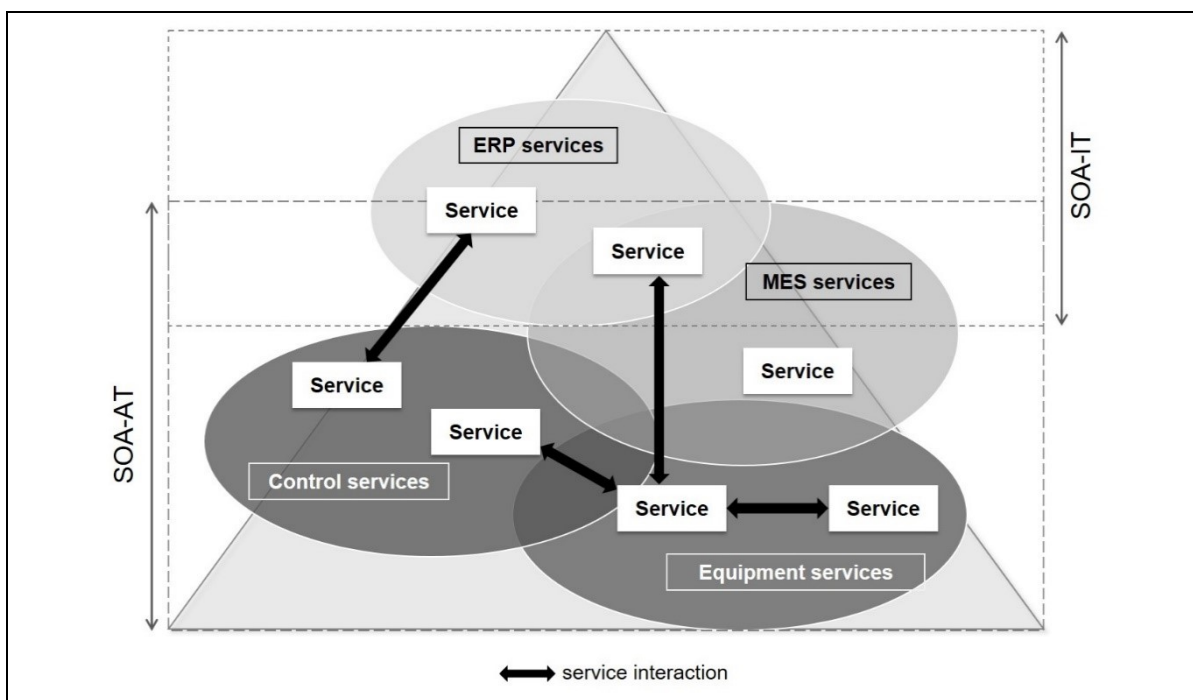 SOA-IT
ERP services
Service
Service
MES services
SOA-AT
Service
Service
Service
Control services
Service
Service
Equipment services
service interaction